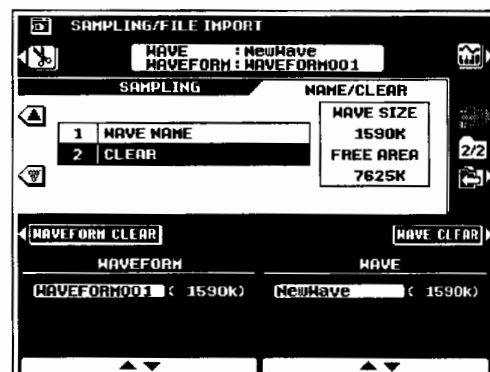 SAMPLING/FILE IMPORT
WAVE : NewWave
WAVEFORM : WAVEFORM001
SAMPLING NAME/CLEAR
WAVE SIZE
1 WAVE NAME 1590K
2 CLEAR FREE AREA
2/2
7625K
WAVEFORM CLEAR WAVE CLEAR
WAVEFORM WAVE
WAVEFORM001 ( 1590k) NewWave ( 1590k)